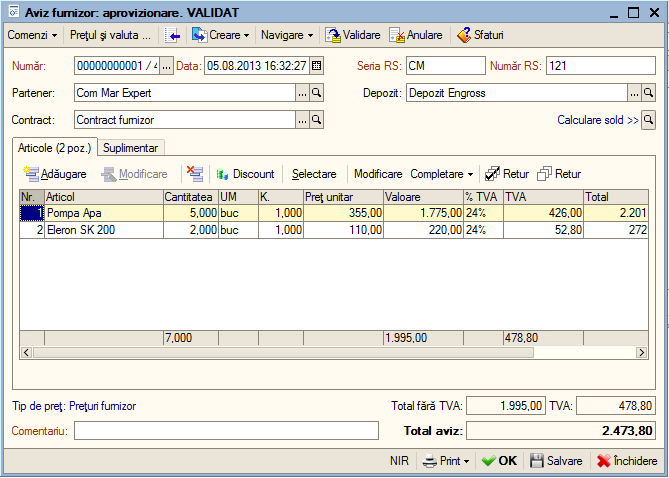 Aviz furnizor: aprovizionare. VALIDAT
Comenzi Preţul şi valuta ... Creare Navigare Validare Anulare Sfaturi
Număr: 00000000001 / ... Data: 05.08.2013 16:32:27 Seria RS: CM Număr RS: 121
Partener: Com Mar Expert ... Depozit: Depozit Engross ...
Contract: Contract furnizor ... Calculare sold >>
Articole (2 poz.) Suplimentar
Adăugare Modificare Discount Selectare Modificare Completare Retur Retur
Nr. Articol Cantitatea UM K. Preţ unitar Valoare % TVA TVA Total
1 Pompa Apa 5,000 buc 1,000 355,00 1.775,00 24% 426,00 2.201
2 Eleron SK 200 2,000 buc 1,000 110,00 220,00 24% 52,80 272
7,000 1.995,00 478,80
Tip de preţ: Preţuri furnizor Total fără TVA: 1.995,00 TVA: 478,80
Comentariu: Total aviz: 2.473,80
NIR Print OK Salvare Închidere